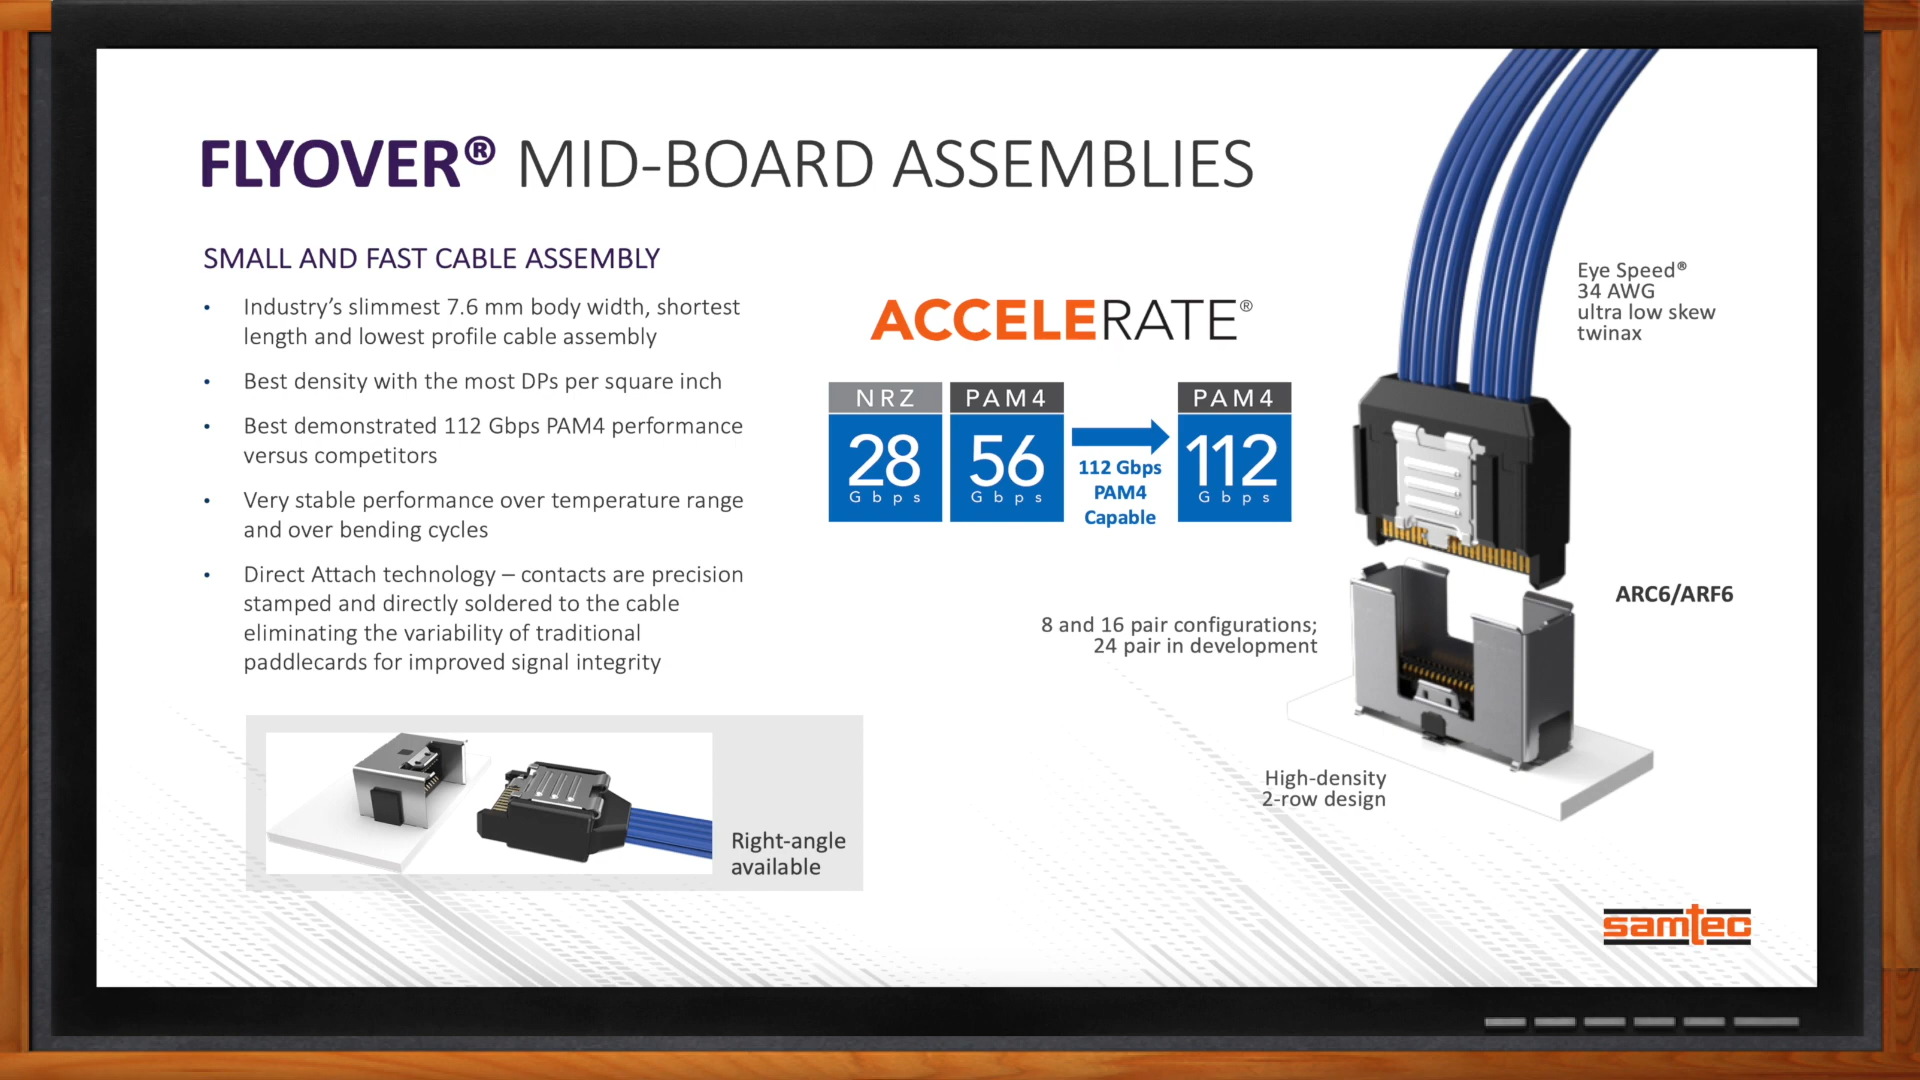 FLYOVER® MID-BOARD ASSEMBLIES
SMALL AND FAST CABLE ASSEMBLY
• Industry’s slimmest 7.6 mm body width, shortest
length and lowest profile cable assembly
• Best density with the most DPs per square inch
• Best demonstrated 112 Gbps PAM4 performance
versus competitors
• Very stable performance over temperature range
and over bending cycles
• Direct Attach technology – contacts are precision
stamped and directly soldered to the cable
eliminating the variability of traditional
paddlecards for improved signal integrity
Right-angle
available
ACCELERATE®
NRZ
28
Gbps
PAM4
56
Gbps
112 Gbps
PAM4
Capable
PAM4
112
Gbps
Eye Speed®
34 AWG
ultra low skew
twinax
ARC6/ARF6
8 and 16 pair configurations;
24 pair in development
High-density
2-row design
samtec